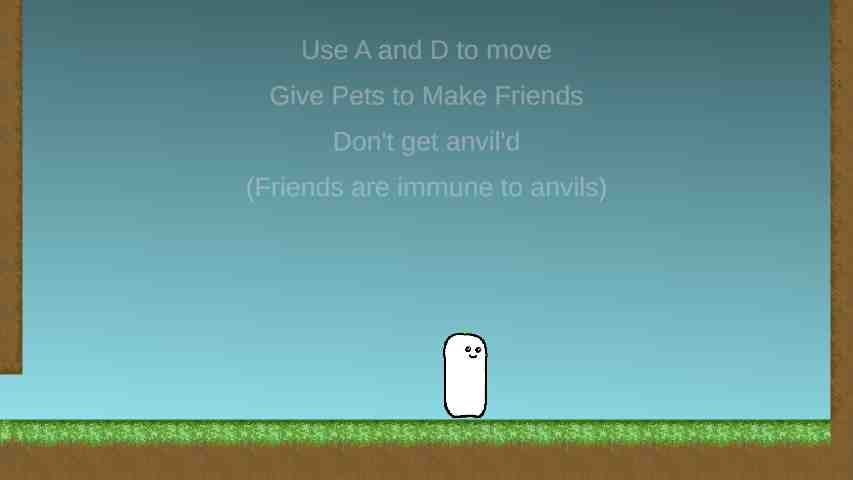 Use A and D to move
Give Pets to Make Friends
Don't get anvil'd
(Friends are immune to anvils)